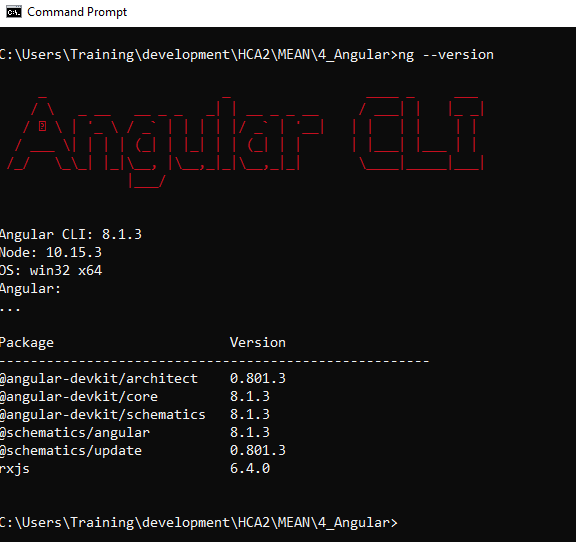 Command Prompt
C:\Users\Training\development\HCA2\MEAN\4_Angular>ng --version
Angular CLI
Angular CLI: 8.1.3
Node: 10.15.3
OS: win32 x64
Angular:
...
Package Version
------------------------------------------------------
@angular-devkit/architect 0.801.3
@angular-devkit/core 8.1.3
@angular-devkit/schematics 8.1.3
@schematics/angular 8.1.3
@schematics/update 0.801.3
rxjs 6.4.0
C:\Users\Training\development\HCA2\MEAN\4_Angular>